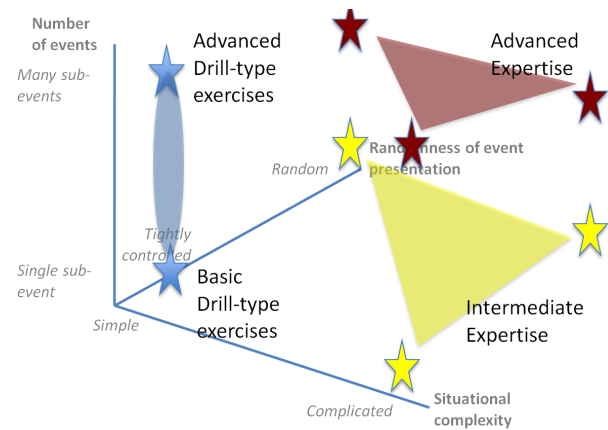 Number
of events
Many sub-
events
Advanced
Drill-type
exercises
Advanced
Expertise
Randomness of event
presentation
Random
Tightly
controlled
Single sub-
event
Basic
Drill-type
exercises
Simple
Intermediate
Expertise
Complicated
Situational
complexity